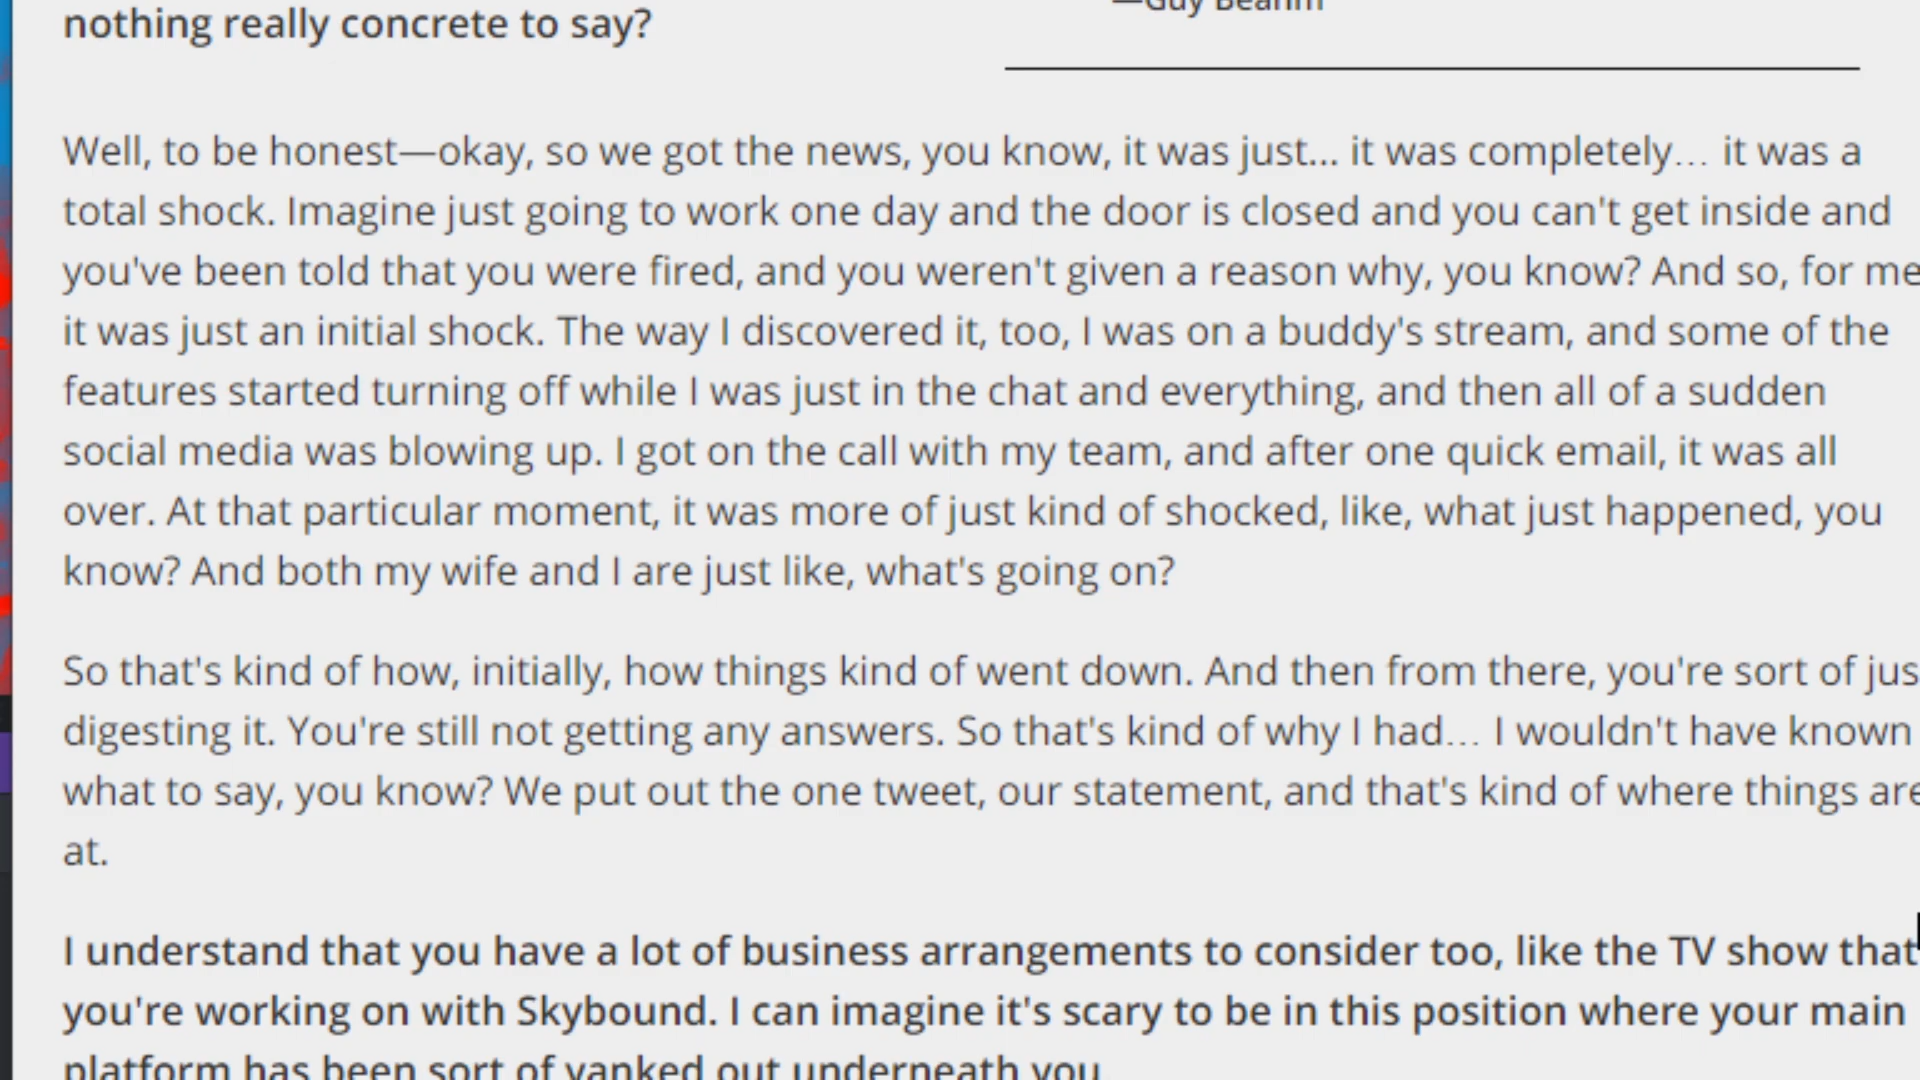 —Guy Beahm
nothing really concrete to say?
Well, to be honest—okay, so we got the news, you know, it was just... it was completely… it was a
total shock. Imagine just going to work one day and the door is closed and you can't get inside and
you've been told that you were fired, and you weren't given a reason why, you know? And so, for me
it was just an initial shock. The way I discovered it, too, I was on a buddy's stream, and some of the
features started turning off while I was just in the chat and everything, and then all of a sudden
social media was blowing up. I got on the call with my team, and after one quick email, it was all
over. At that particular moment, it was more of just kind of shocked, like, what just happened, you
know? And both my wife and I are just like, what's going on?
So that's kind of how, initially, how things kind of went down. And then from there, you're sort of jus
digesting it. You're still not getting any answers. So that's kind of why I had… I wouldn't have known
what to say, you know? We put out the one tweet, our statement, and that's kind of where things are
at.
I understand that you have a lot of business arrangements to consider too, like the TV show that
you're working on with Skybound. I can imagine it's scary to be in this position where your main
platform has been sort of yanked out underneath you